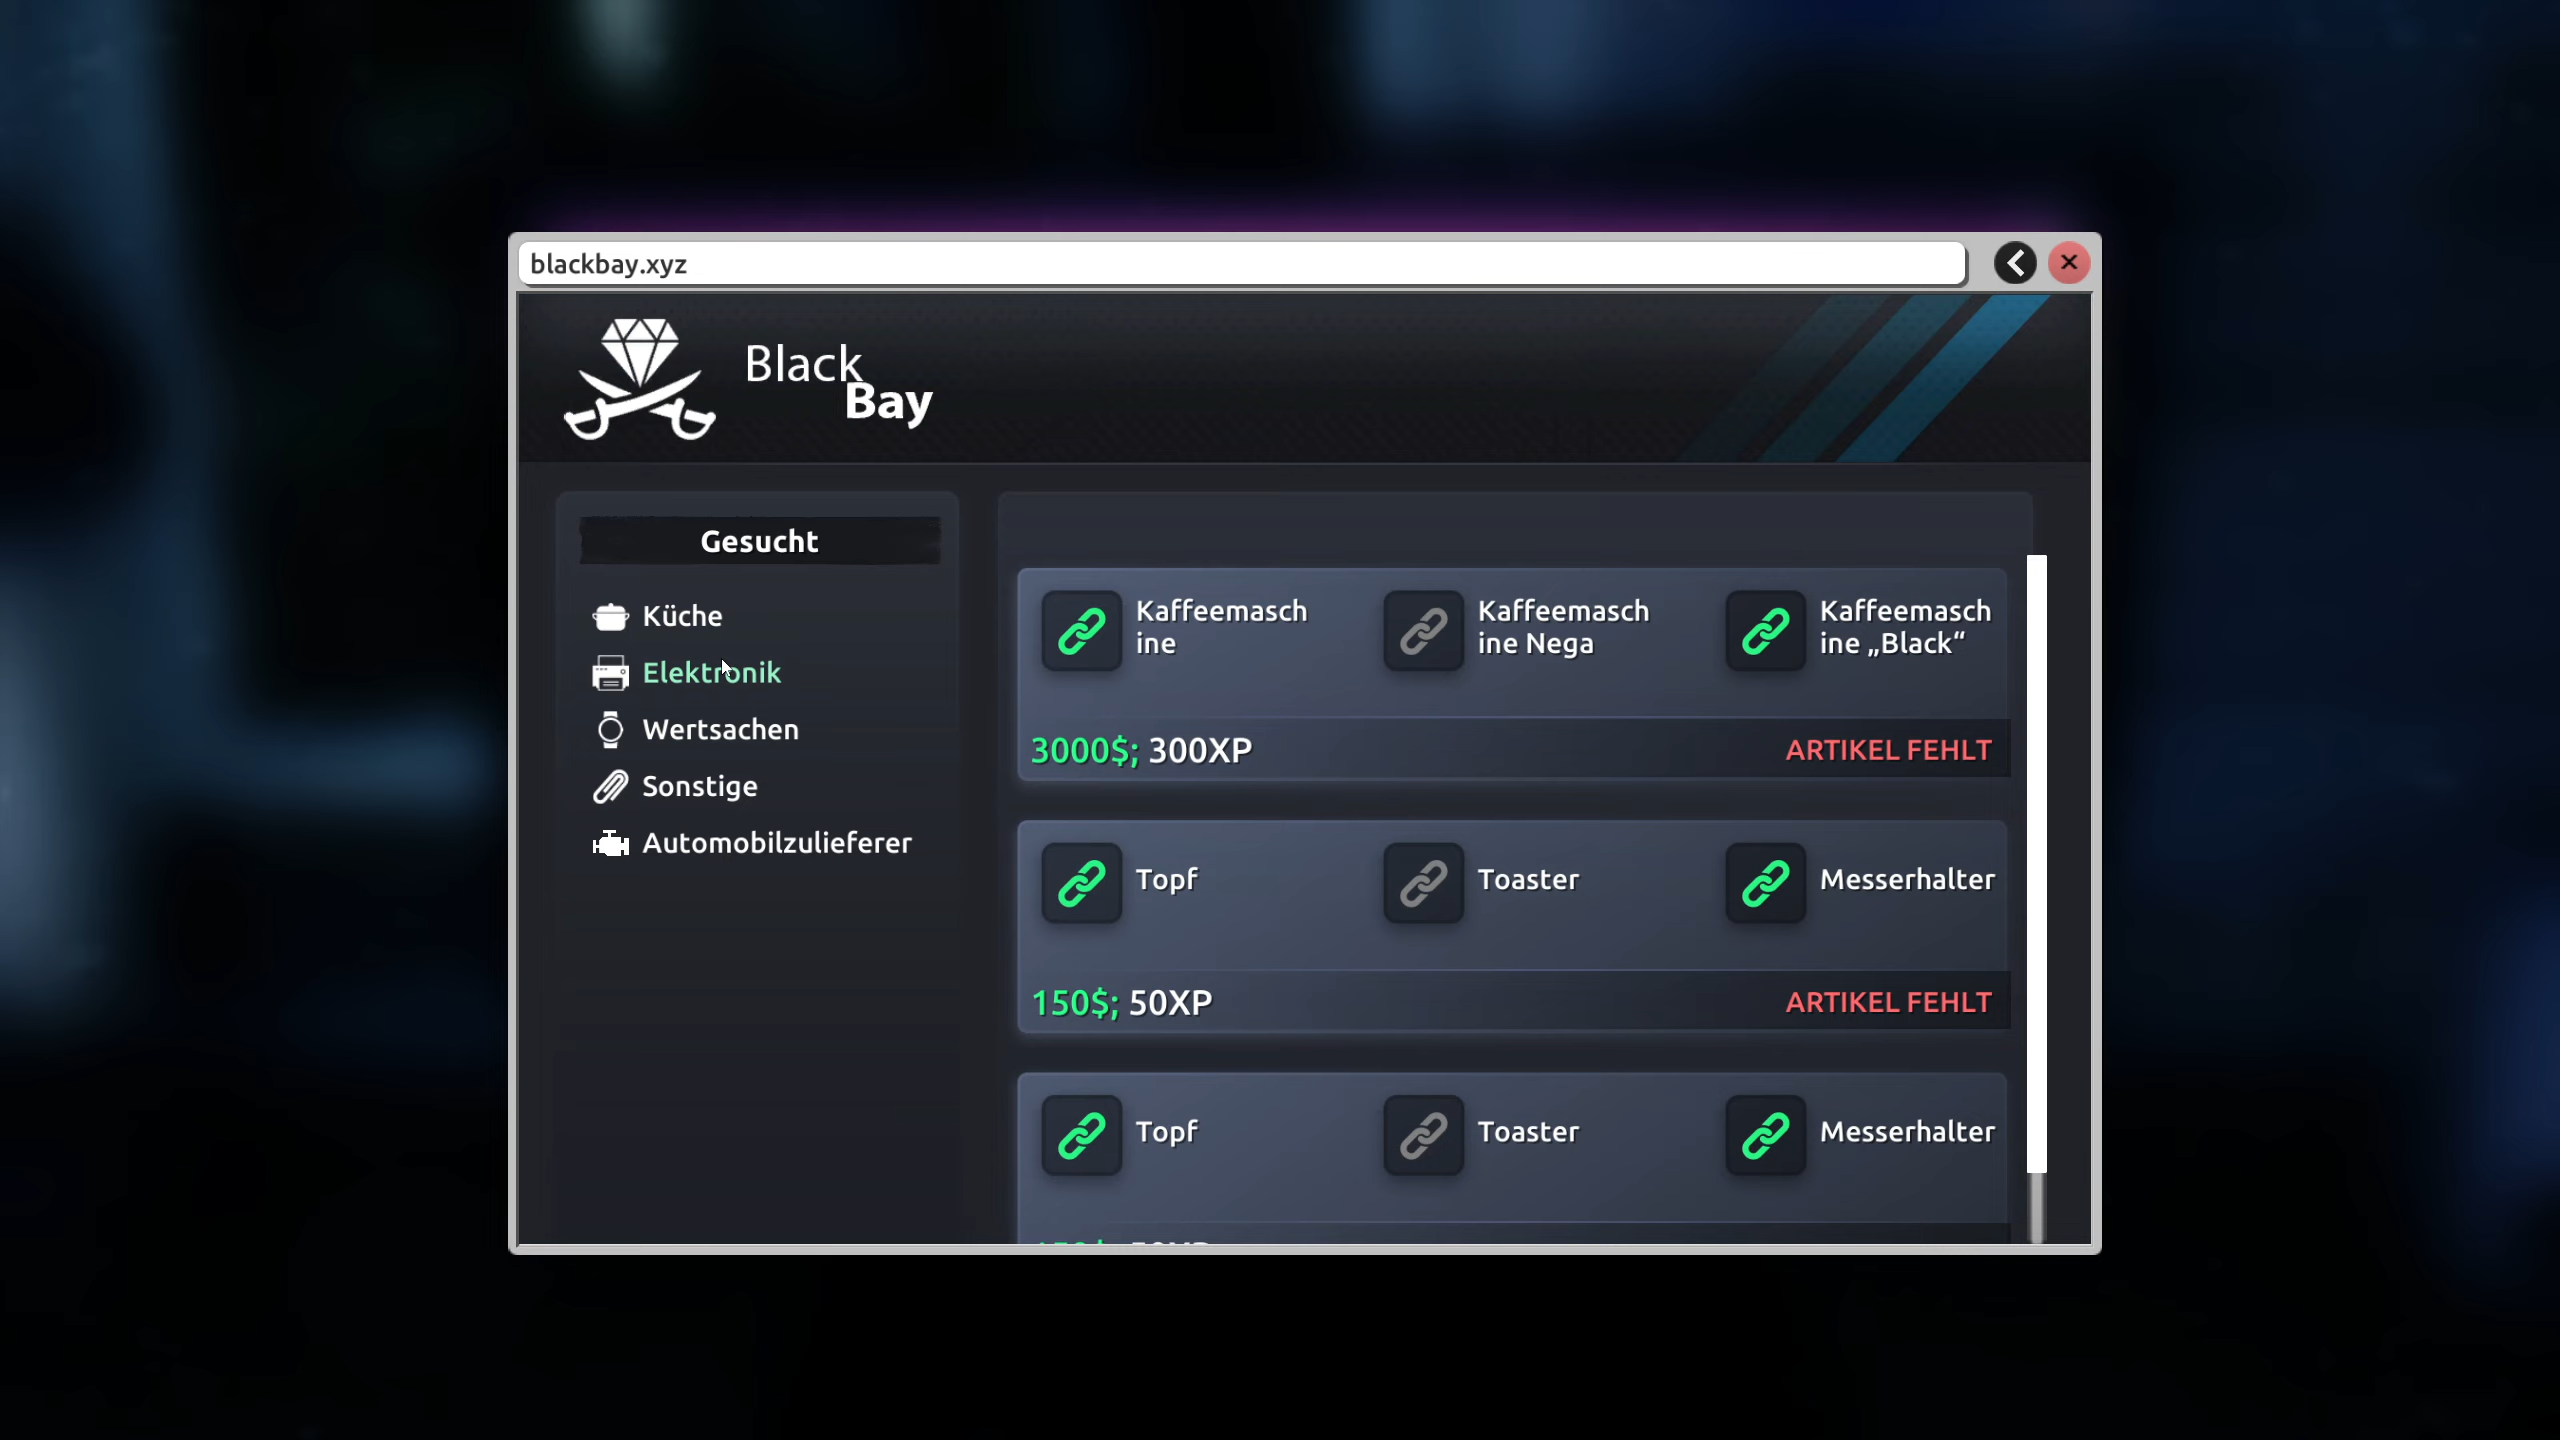 blackbay.xyz
Black
Bay
Gesucht
Küche
Elektronik
Wertsachen
Sonstige
Automobilzulieferer
Kaffeemasch
ine
Kaffeemasch
ine Nega
Kaffeemasch
ine „Black“
3000$; 300XP
ARTIKEL FEHLT
Topf
Toaster
Messerhalter
150$; 50XP
ARTIKEL FEHLT
Topf
Toaster
Messerhalter